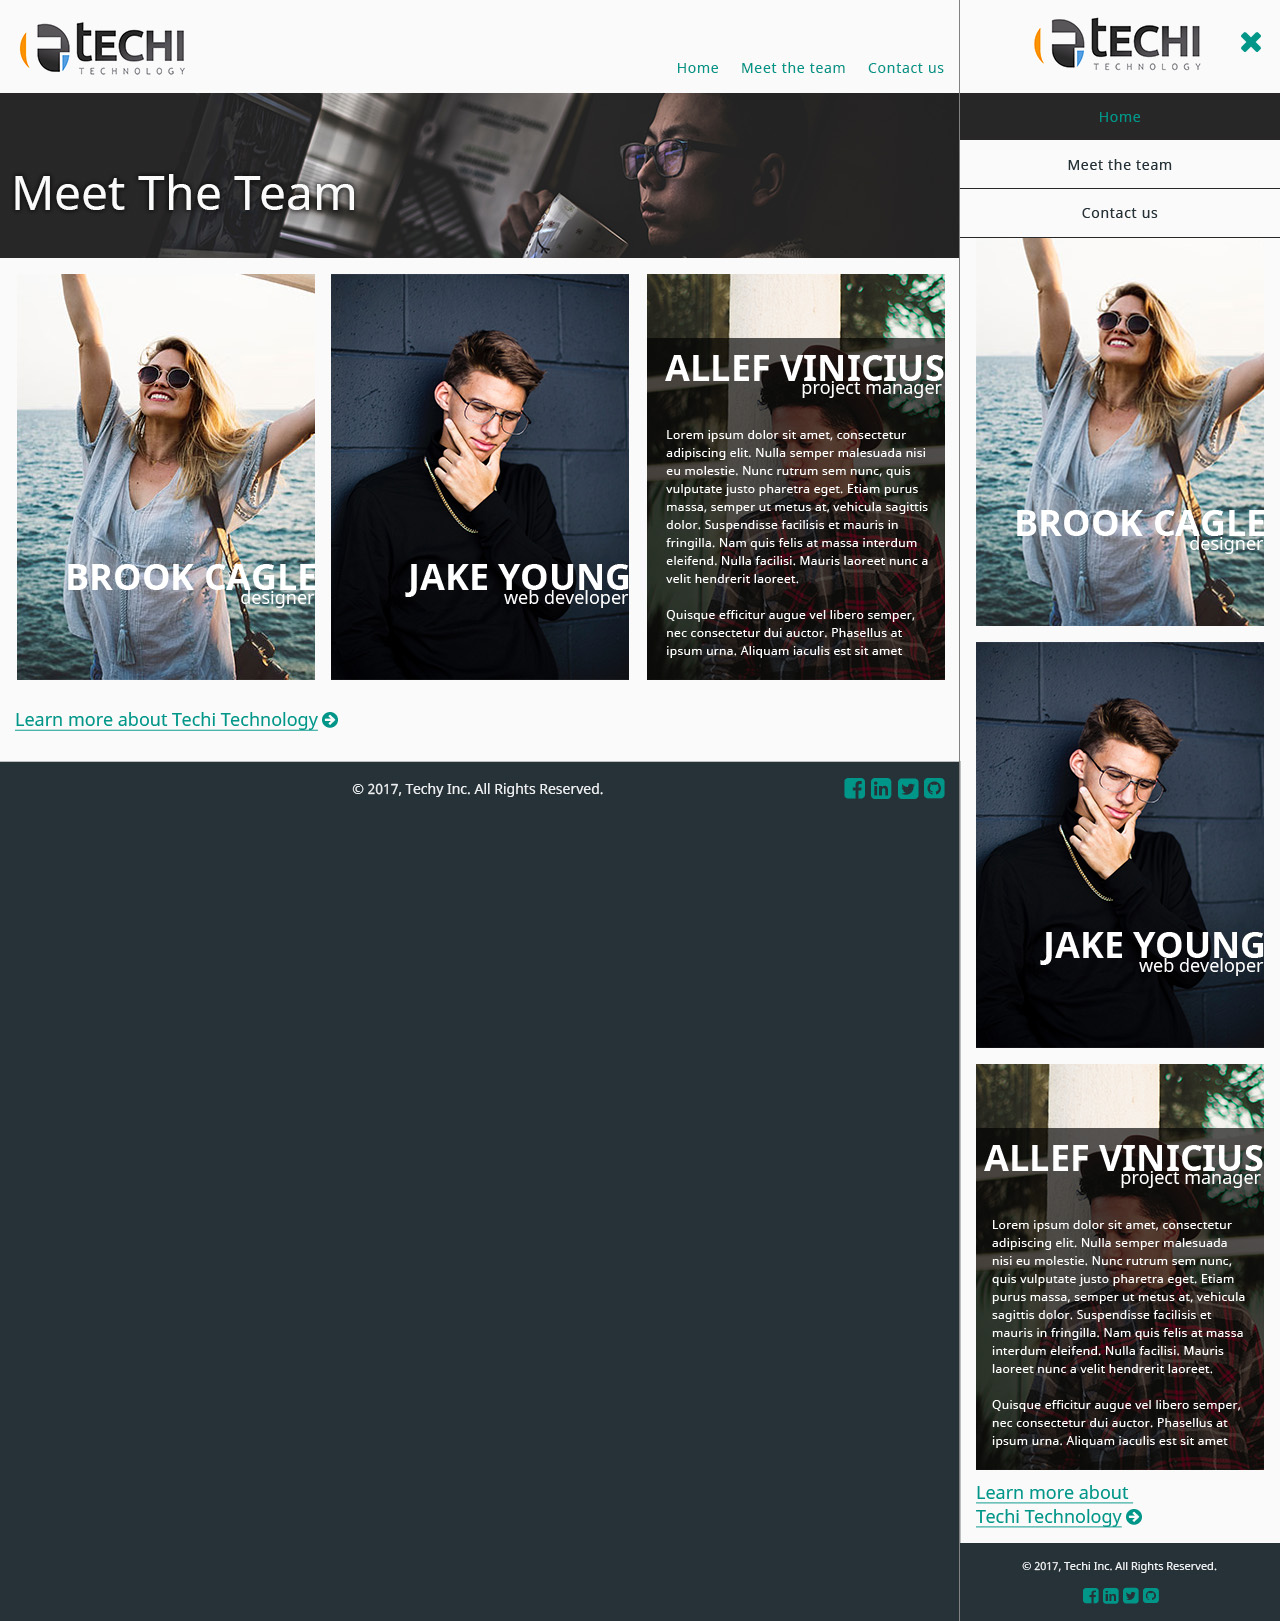 TECHI
TECHNOLOGY
Home
Meet the team
Contact us
Meet The Team
BROOK CAGLE
designer
JAKE YOUNG
web developer
ALLEF VINICIUS
project manager
Lorem ipsum dolor sit amet, consectetur
adipiscing elit. Nulla semper malesuada nisi
eu molestie. Nunc rutrum sem nunc, quis
vulputate justo pharetra eget. Etiam purus
massa, semper ut metus at, vehicula sagittis
dolor. Suspendisse facilisis et mauris in
fringilla. Nam quis felis at massa interdum
eleifend. Nulla facilisi. Mauris laoreet nunc a
velit hendrerit laoreet.
Quisque efficitur augue vel libero semper,
nec consectetur dui auctor. Phasellus at
ipsum urna. Aliquam iaculis est sit amet
Learn more about Techi Technology
© 2017, Techy Inc. All Rights Reserved.
TECHI
TECHNOLOGY
Home
Meet the team
Contact us
BROOK CAGLE
designer
JAKE YOUNG
web developer
ALLEF VINICIUS
project manager
Lorem ipsum dolor sit amet, consectetur
adipiscing elit. Nulla semper malesuada
nisi eu molestie. Nunc rutrum sem nunc,
quis vulputate justo pharetra eget. Etiam
purus massa, semper ut metus at, vehicula
sagittis dolor. Suspendisse facilisis et
mauris in fringilla. Nam quis felis at massa
interdum eleifend. Nulla facilisi. Mauris
laoreet nunc a velit hendrerit laoreet.
Quisque efficitur augue vel libero semper,
nec consectetur dui auctor. Phasellus at
ipsum urna. Aliquam iaculis est sit amet
Learn more about
Techi Technology
© 2017, Techi Inc. All Rights Reserved.